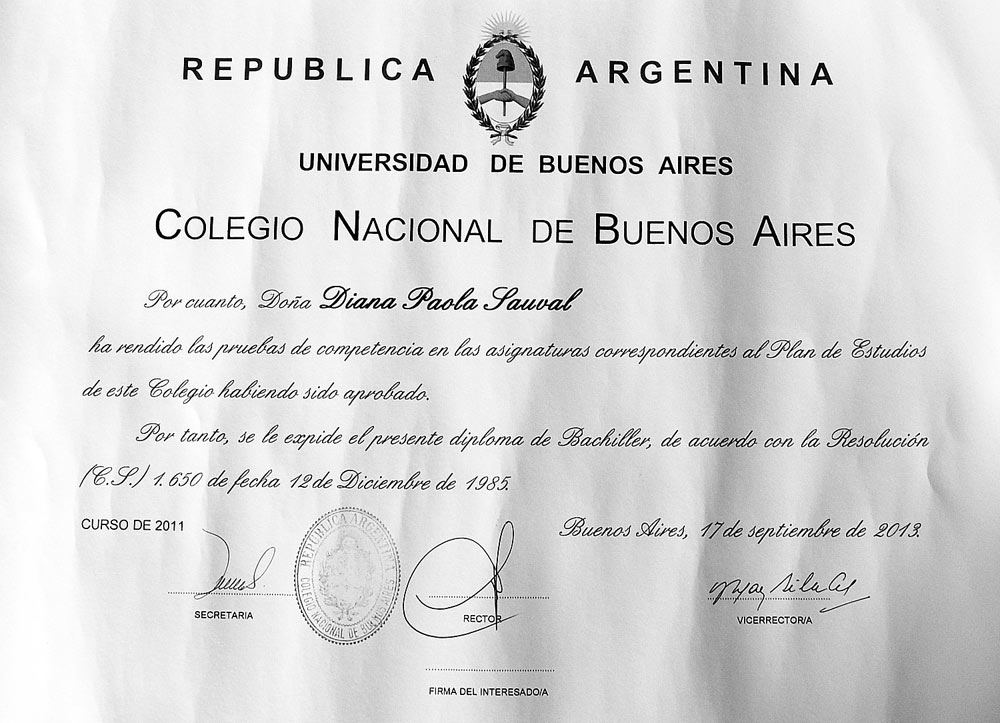 REPUBLICA ARGENTINA
UNIVERSIDAD DE BUENOS AIRES
COLEGIO NACIONAL DE BUENOS AIRES
Por cuanto, Doña Diana Paola Sauval
ha rendido las pruebas de competencia en las asignaturas correspondientes al Plan de Estudios
de este Colegio habiendo sido aprobado.
Por tanto, se le expide el presente diploma de Bachiller, de acuerdo con la Resolución
(C.S.) 1.650 de fecha 12 de Diciembre de 1985.
CURSO DE 2011
Buenos Aires, 17 de septiembre de 2013.
REPÚBLICA ARGENTINA
COLEGIO NACIONAL DE BUENOS AIRES
SECRETARIA
RECTOR
VICERRECTOR/A
FIRMA DEL INTERESADO/A